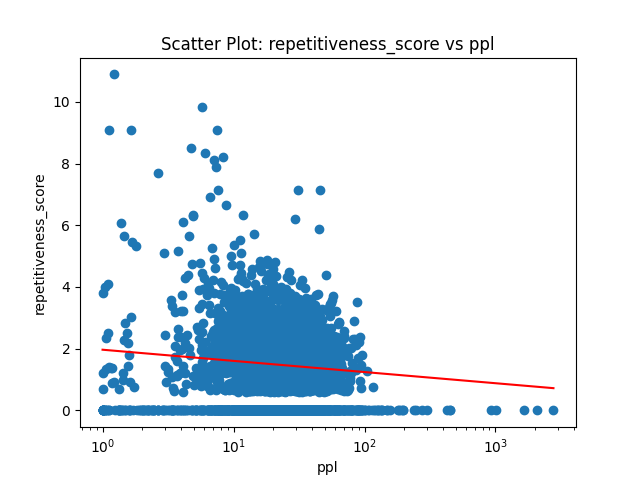 Scatter Plot: repetitiveness_score vs ppl
repetitiveness_score
10
8
6
4
2
0
10⁰ 10¹ 10² 10³
ppl